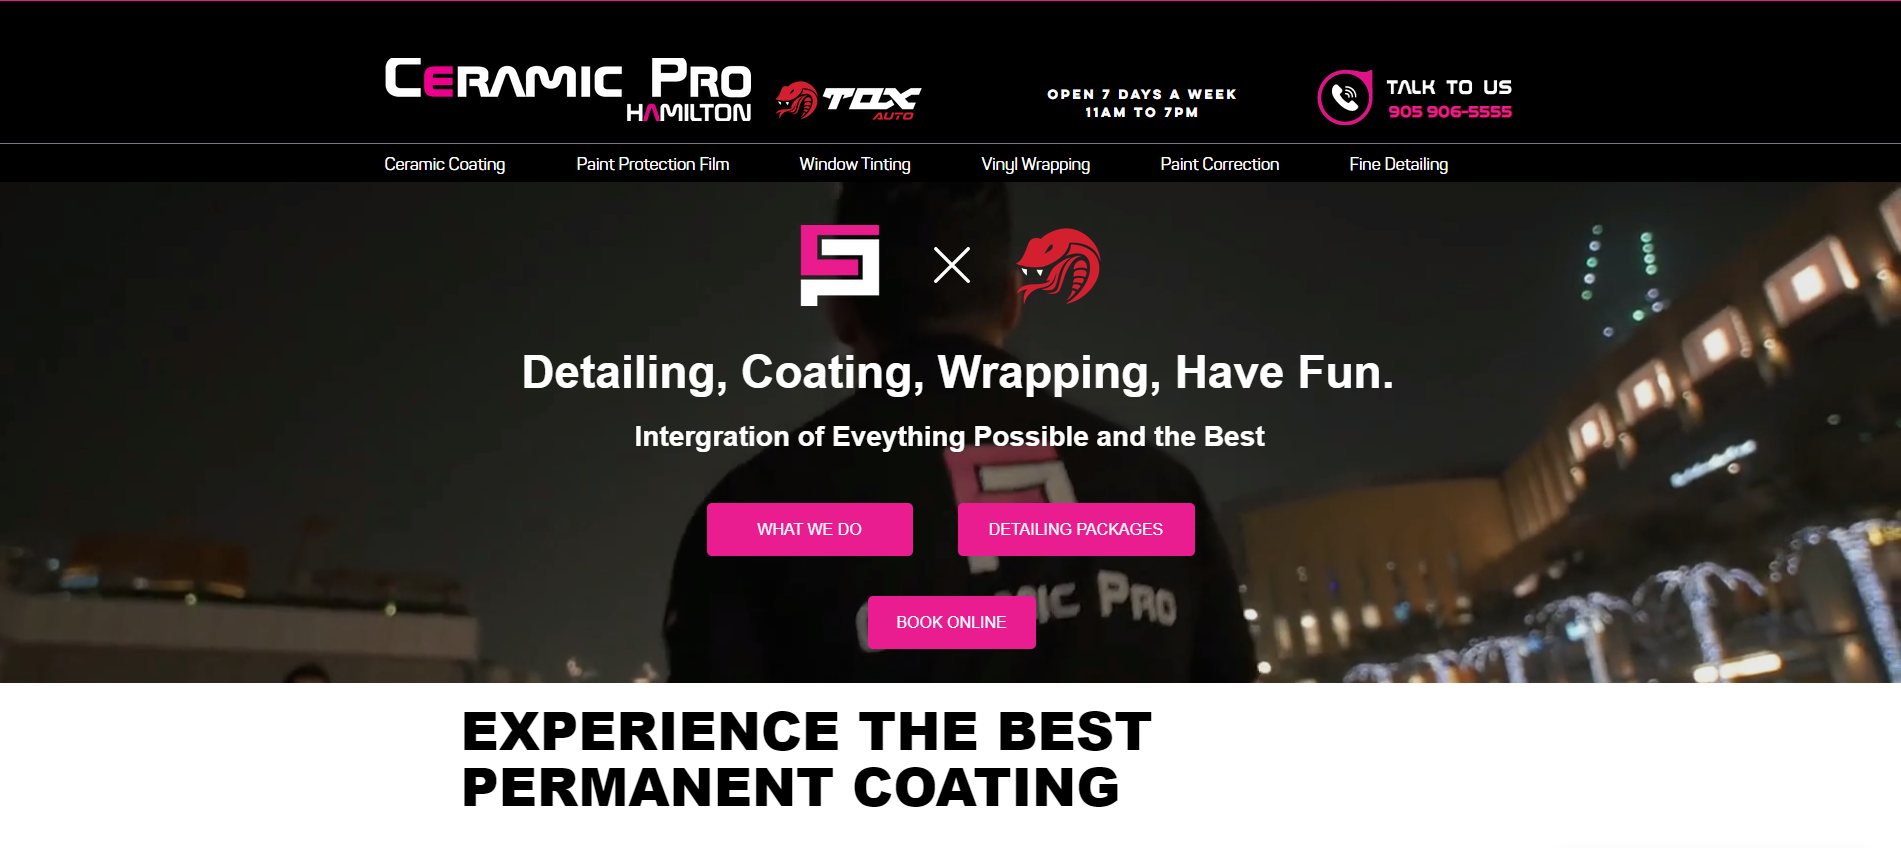 CERAMIC PRO
HAMILTON
TOX
AUTO
OPEN 7 DAYS A WEEK
11AM TO 7PM
TALK TO US
905 906-5555
Ceramic Coating
Paint Protection Film
Window Tinting
Vinyl Wrapping
Paint Correction
Fine Detailing
Detailing, Coating, Wrapping, Have Fun.
Intergration of Eveything Possible and the Best
WHAT WE DO
DETAILING PACKAGES
BOOK ONLINE
PRO
EXPERIENCE THE BEST
PERMANENT COATING